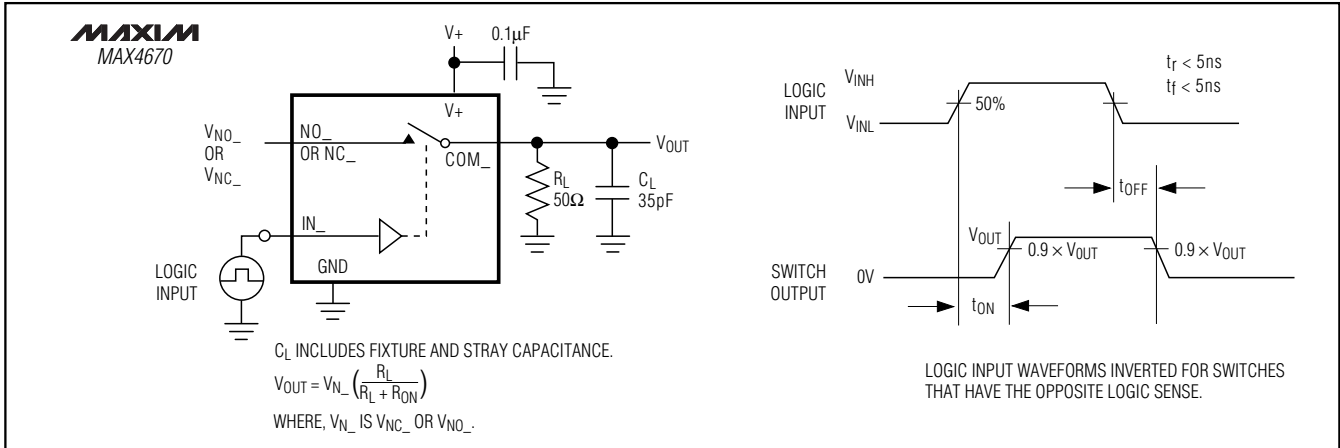 MAXIM
MAX4670
V+
0.1µF
V+
VNO_
OR
VNC_
NO_
OR NC_
COM_
VOUT
RL
50Ω
CL
35pF
IN_
GND
LOGIC
INPUT
CL INCLUDES FIXTURE AND STRAY CAPACITANCE.
VOUT = VN_ (RL / RL + RON)
WHERE, VN_ IS VNC_ OR VNO_.
LOGIC
INPUT
VINH
VINL
50%
tr < 5ns
tf < 5ns
tOFF
VOUT
0.9 × VOUT
0.9 × VOUT
SWITCH
OUTPUT
0V
tON
LOGIC INPUT WAVEFORMS INVERTED FOR SWITCHES
THAT HAVE THE OPPOSITE LOGIC SENSE.